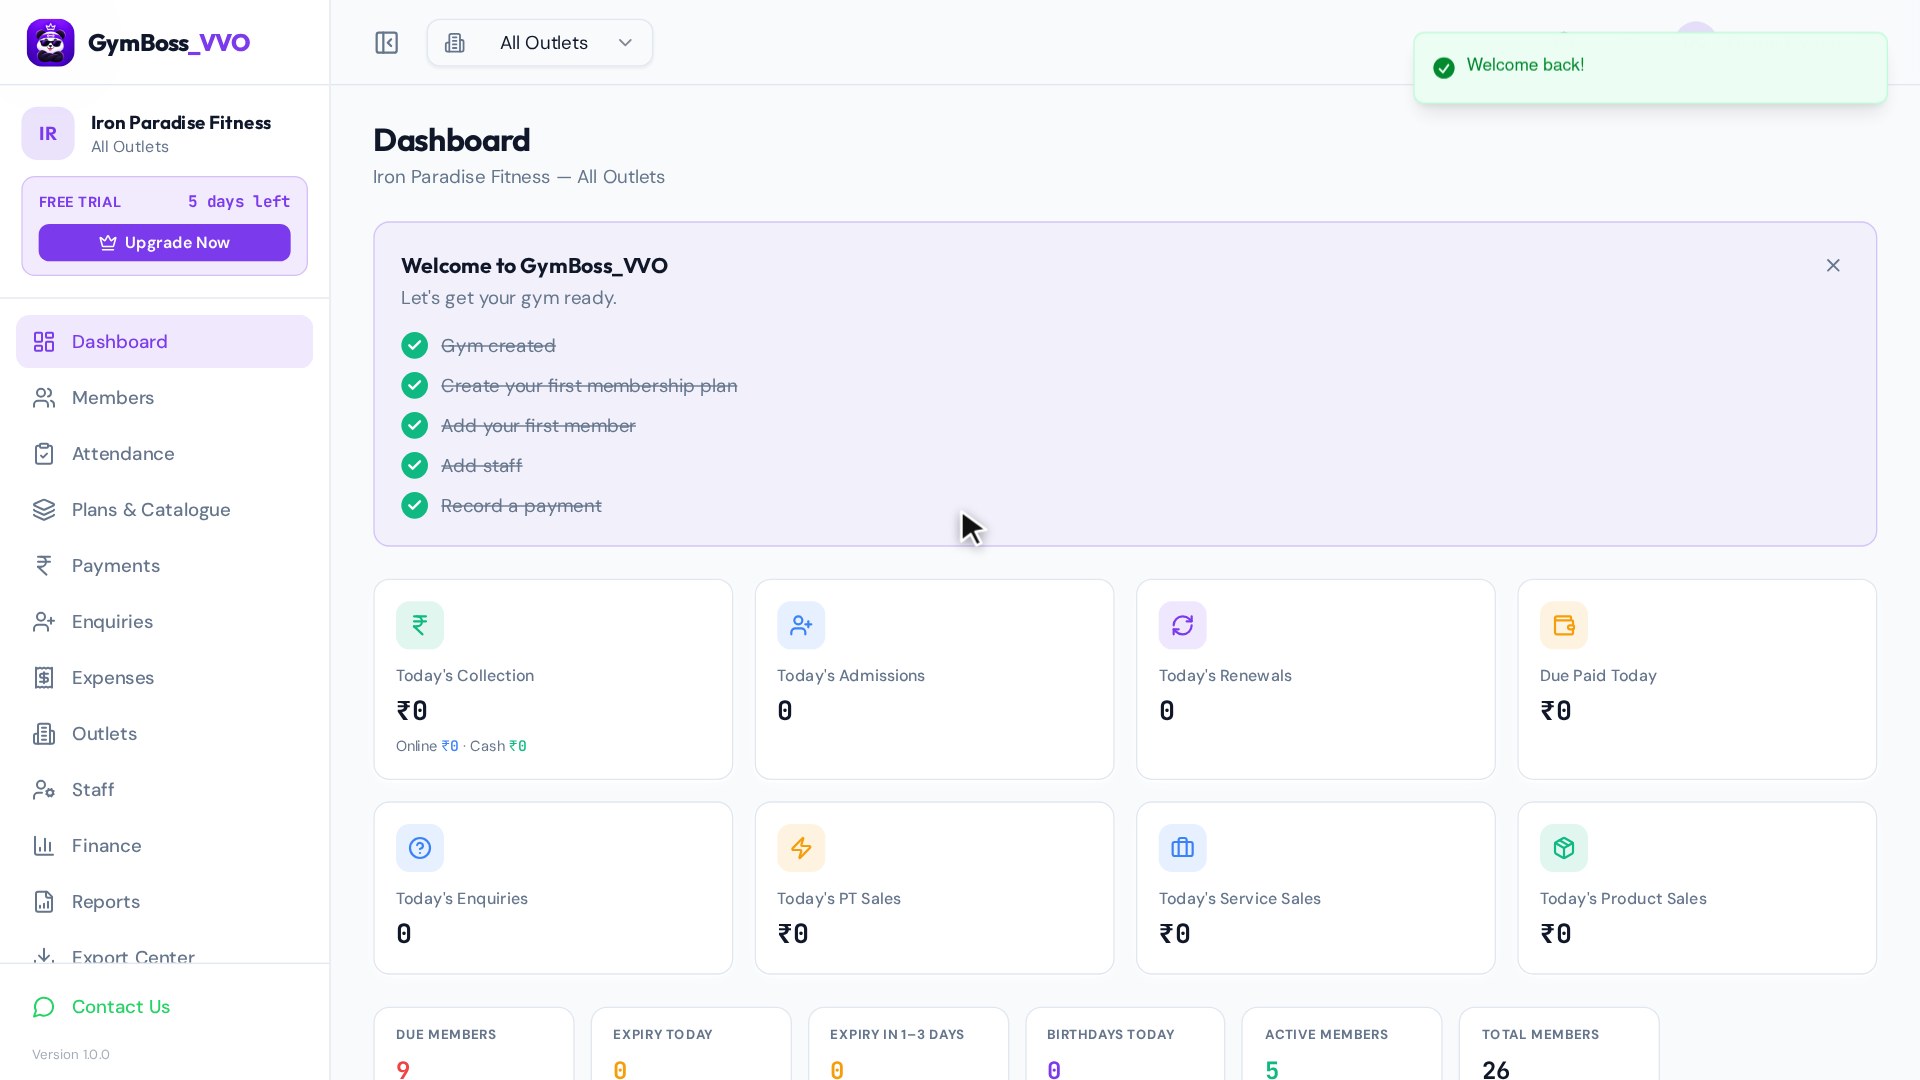 GymBoss_VVO
All Outlets
Welcome back!
IR
Iron Paradise Fitness
All Outlets
FREE TRIAL
5 days left
Upgrade Now
Dashboard
Members
Attendance
Plans & Catalogue
Payments
Enquiries
Expenses
Outlets
Staff
Finance
Reports
Export Center
Contact Us
Version 1.0.0
Dashboard
Iron Paradise Fitness — All Outlets
Welcome to GymBoss_VVO
Let's get your gym ready.
Gym created
Create your first membership plan
Add your first member
Add staff
Record a payment
Today's Collection
₹0
Online ₹0 · Cash ₹0
Today's Admissions
0
Today's Renewals
0
Due Paid Today
₹0
Today's Enquiries
0
Today's PT Sales
₹0
Today's Service Sales
₹0
Today's Product Sales
₹0
DUE MEMBERS
9
EXPIRY TODAY
0
EXPIRY IN 1–3 DAYS
0
BIRTHDAYS TODAY
0
ACTIVE MEMBERS
5
TOTAL MEMBERS
26